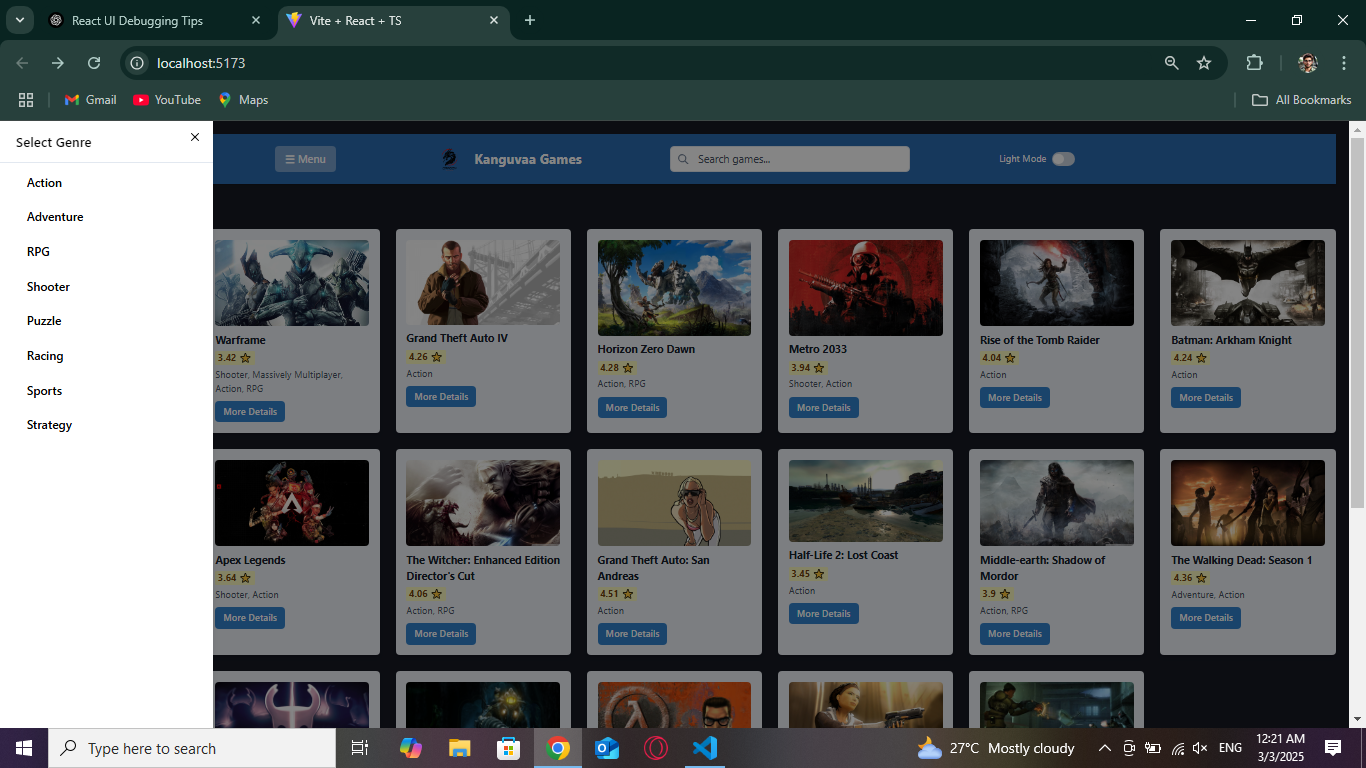 React UI Debugging Tips
Vite + React + TS
localhost:5173
Gmail
YouTube
Maps
All Bookmarks
Select Genre
Action
Adventure
RPG
Shooter
Puzzle
Racing
Sports
Strategy
☰ Menu
Kanguvaa Games
Search games...
Light Mode
Warframe
3.42 ☆
Shooter, Massively Multiplayer,
Action, RPG
More Details
Grand Theft Auto IV
4.26 ☆
Action
More Details
Horizon Zero Dawn
4.28 ☆
Action, RPG
More Details
Metro 2033
3.94 ☆
Shooter, Action
More Details
Rise of the Tomb Raider
4.04 ☆
Action
More Details
Batman: Arkham Knight
4.24 ☆
Action
More Details
Apex Legends
3.64 ☆
Shooter, Action
More Details
The Witcher: Enhanced Edition
Director's Cut
4.06 ☆
Action, RPG
More Details
Grand Theft Auto: San
Andreas
4.51 ☆
Action
More Details
Half-Life 2: Lost Coast
3.45 ☆
Action
More Details
Middle-earth: Shadow of
Mordor
3.9 ☆
Action, RPG
More Details
The Walking Dead: Season 1
4.36 ☆
Adventure, Action
More Details
Type here to search
27°C Mostly cloudy
ENG
12:21 AM
3/3/2025